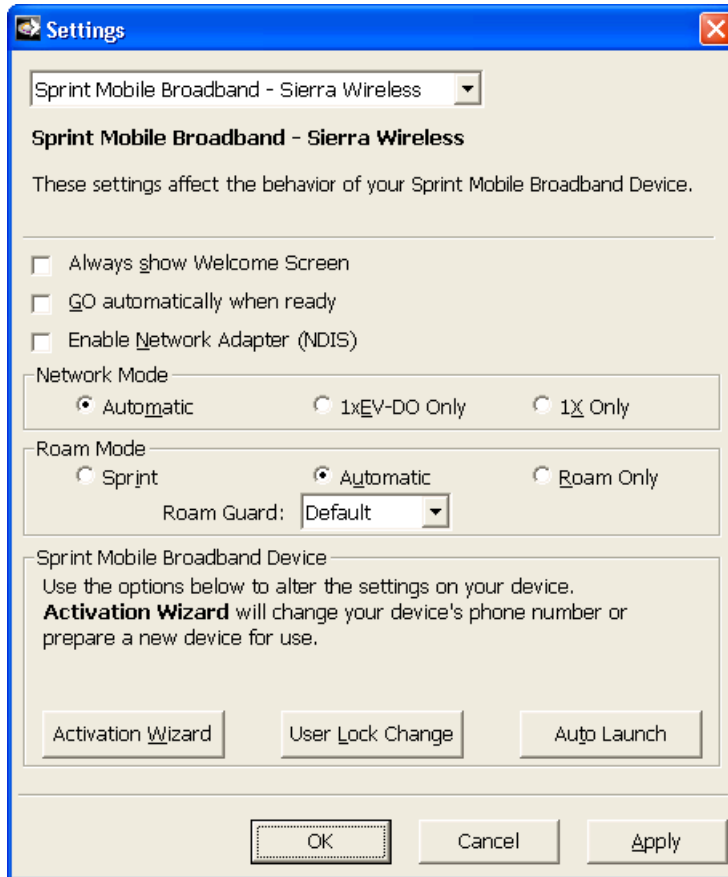 Settings
Sprint Mobile Broadband - Sierra Wireless
Sprint Mobile Broadband - Sierra Wireless
These settings affect the behavior of your Sprint Mobile Broadband Device.
Always show Welcome Screen
GO automatically when ready
Enable Network Adapter (NDIS)
Network Mode
Automatic 1xEV-DO Only 1X Only
Roam Mode
Sprint Automatic Roam Only
Roam Guard: Default
Sprint Mobile Broadband Device
Use the options below to alter the settings on your device.
Activation Wizard will change your device's phone number or
prepare a new device for use.
Activation Wizard User Lock Change Auto Launch
OK Cancel Apply